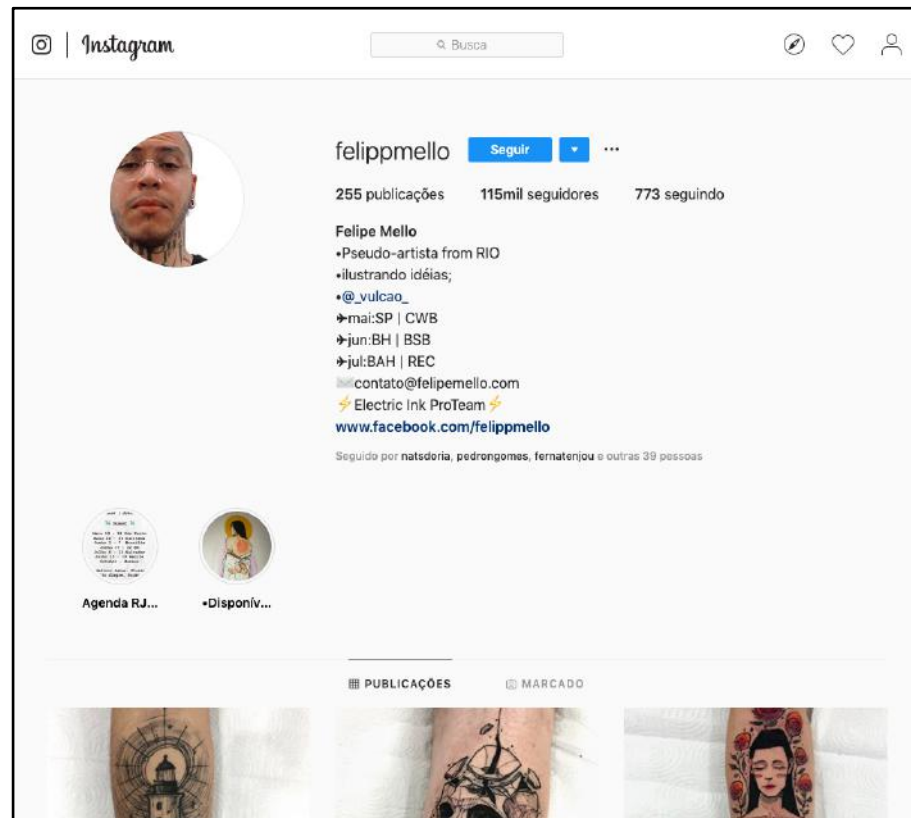 Instagram
Busca
felippmello Seguir
255 publicações 115mil seguidores 773 seguindo
Felipe Mello
•Pseudo-artista from RIO
•ilustrando idéias;
•@_vulcao_
✈mai:SP | CWB
✈jun:BH | BSB
✈jul:BAH | REC
✉contato@felipemello.com
⚡Electric Ink ProTeam⚡
www.facebook.com/felippmello
Seguido por natsdoria, pedrongomes, fernatenjou e outras 39 pessoas
Agenda RJ... •Disponív...
PUBLICAÇÕES MARCADO